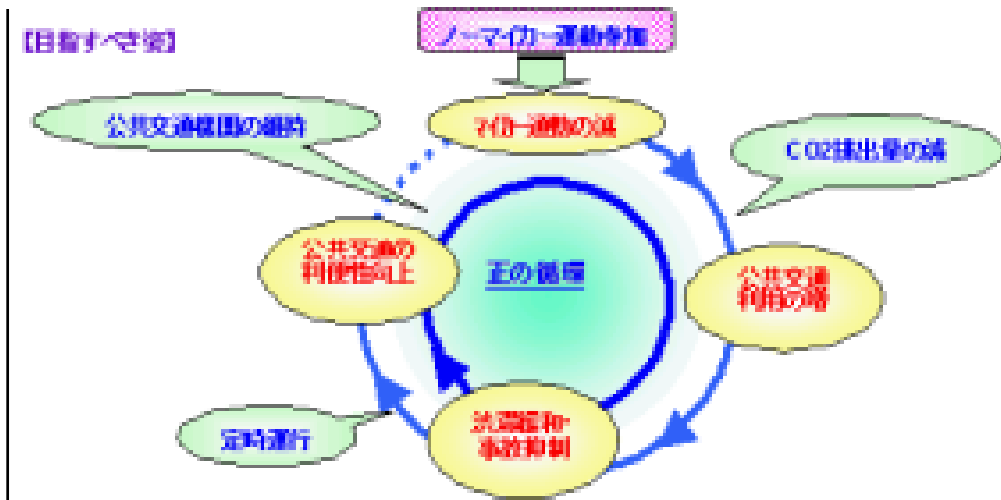 【目指すべき姿】
ノーマイカー運動参加
公共交通機関の維持
マイカー通勤の減
CO2排出量の減
公共交通の
利便性向上
正の循環
公共交通
利用の増
渋滞緩和・
事故抑制
定時運行